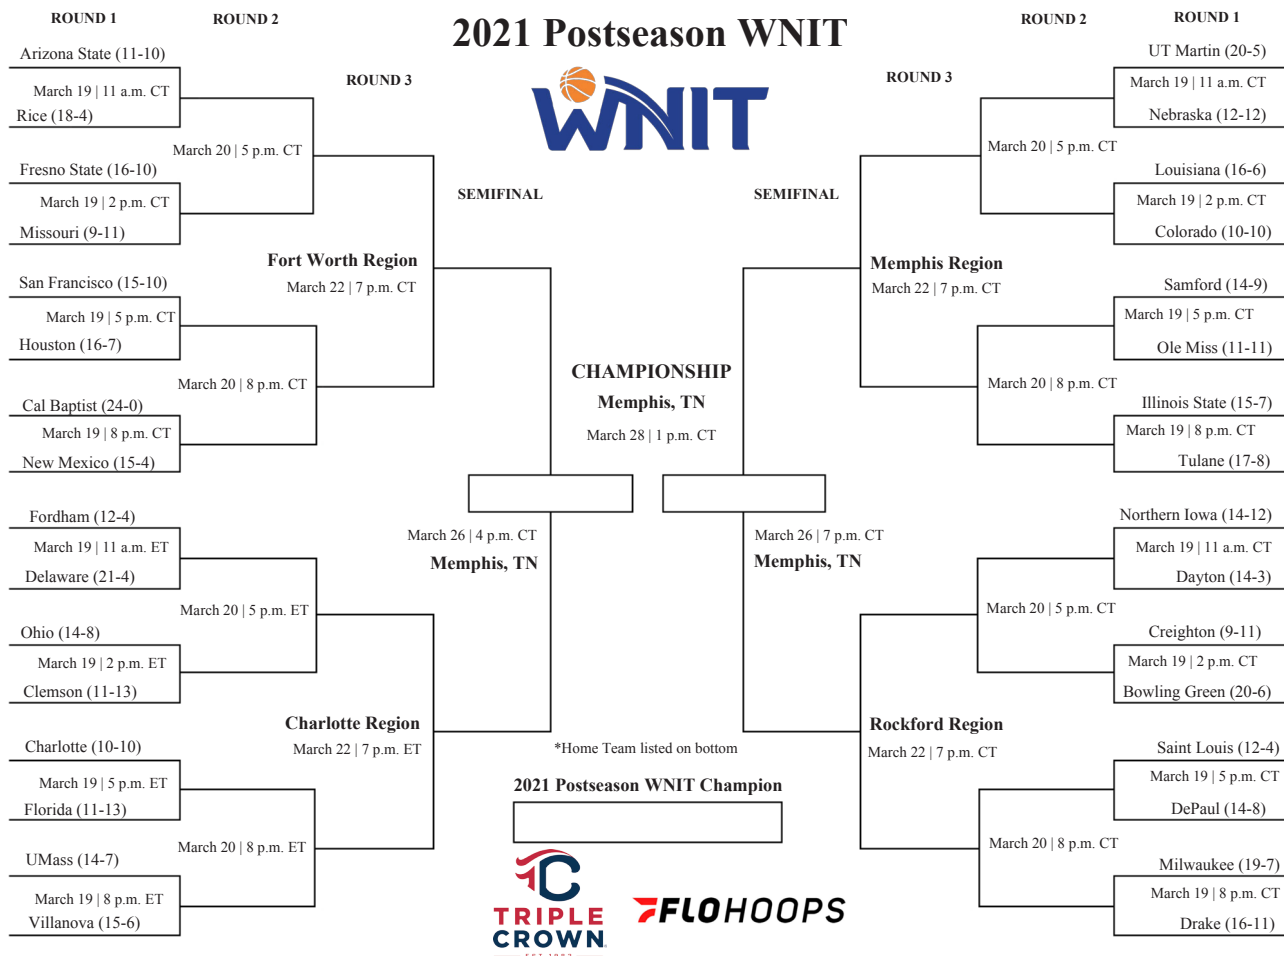 2021 Postseason WNIT
WNIT
ROUND 1
ROUND 2
ROUND 3
SEMIFINAL
Arizona State (11-10)
March 19 | 11 a.m. CT
Rice (18-4)
March 20 | 5 p.m. CT
Fresno State (16-10)
March 19 | 2 p.m. CT
Missouri (9-11)
Fort Worth Region
March 22 | 7 p.m. CT
San Francisco (15-10)
March 19 | 5 p.m. CT
Houston (16-7)
March 20 | 8 p.m. CT
Cal Baptist (24-0)
March 19 | 8 p.m. CT
New Mexico (15-4)
Fordham (12-4)
March 19 | 11 a.m. ET
Delaware (21-4)
March 20 | 5 p.m. ET
Ohio (14-8)
March 19 | 2 p.m. ET
Clemson (11-13)
Charlotte Region
March 22 | 7 p.m. ET
Charlotte (10-10)
March 19 | 5 p.m. ET
Florida (11-13)
March 20 | 8 p.m. ET
UMass (14-7)
March 19 | 8 p.m. ET
Villanova (15-6)
March 26 | 4 p.m. CT
Memphis, TN
CHAMPIONSHIP
Memphis, TN
March 28 | 1 p.m. CT
March 26 | 7 p.m. CT
Memphis, TN
*Home Team listed on bottom
2021 Postseason WNIT Champion
TRIPLE
CROWN
EST 1982
FLOHOOPS
SEMIFINAL
ROUND 3
ROUND 2
ROUND 1
UT Martin (20-5)
March 19 | 11 a.m. CT
Nebraska (12-12)
March 20 | 5 p.m. CT
Louisiana (16-6)
March 19 | 2 p.m. CT
Colorado (10-10)
Memphis Region
March 22 | 7 p.m. CT
Samford (14-9)
March 19 | 5 p.m. CT
Ole Miss (11-11)
March 20 | 8 p.m. CT
Illinois State (15-7)
March 19 | 8 p.m. CT
Tulane (17-8)
Northern Iowa (14-12)
March 19 | 11 a.m. CT
Dayton (14-3)
March 20 | 5 p.m. CT
Creighton (9-11)
March 19 | 2 p.m. CT
Bowling Green (20-6)
Rockford Region
March 22 | 7 p.m. CT
Saint Louis (12-4)
March 19 | 5 p.m. CT
DePaul (14-8)
March 20 | 8 p.m. CT
Milwaukee (19-7)
March 19 | 8 p.m. CT
Drake (16-11)